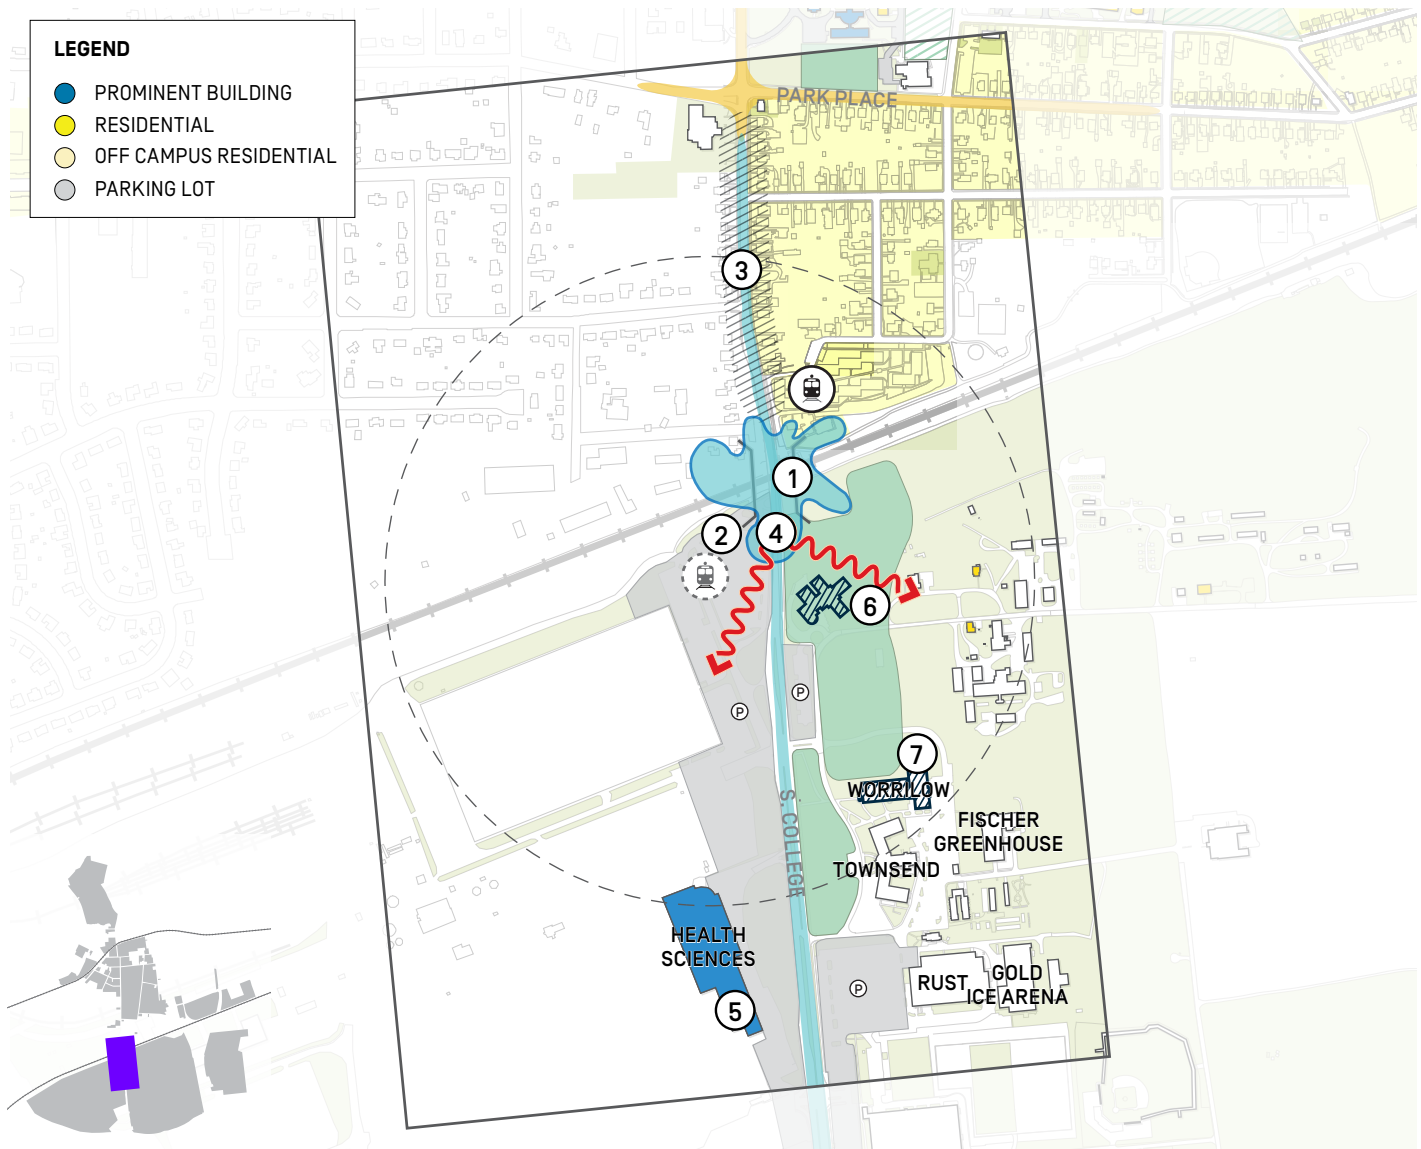 LEGEND
PROMINENT BUILDING
RESIDENTIAL
OFF CAMPUS RESIDENTIAL
PARKING LOT
PARK PLACE
3
1
2
4
6
P
P
7
WORRILOW
S. COLLEGE
FISCHER
GREENHOUSE
TOWNSEND
HEALTH
SCIENCES
5
P
RUST
GOLD
ICE ARENA